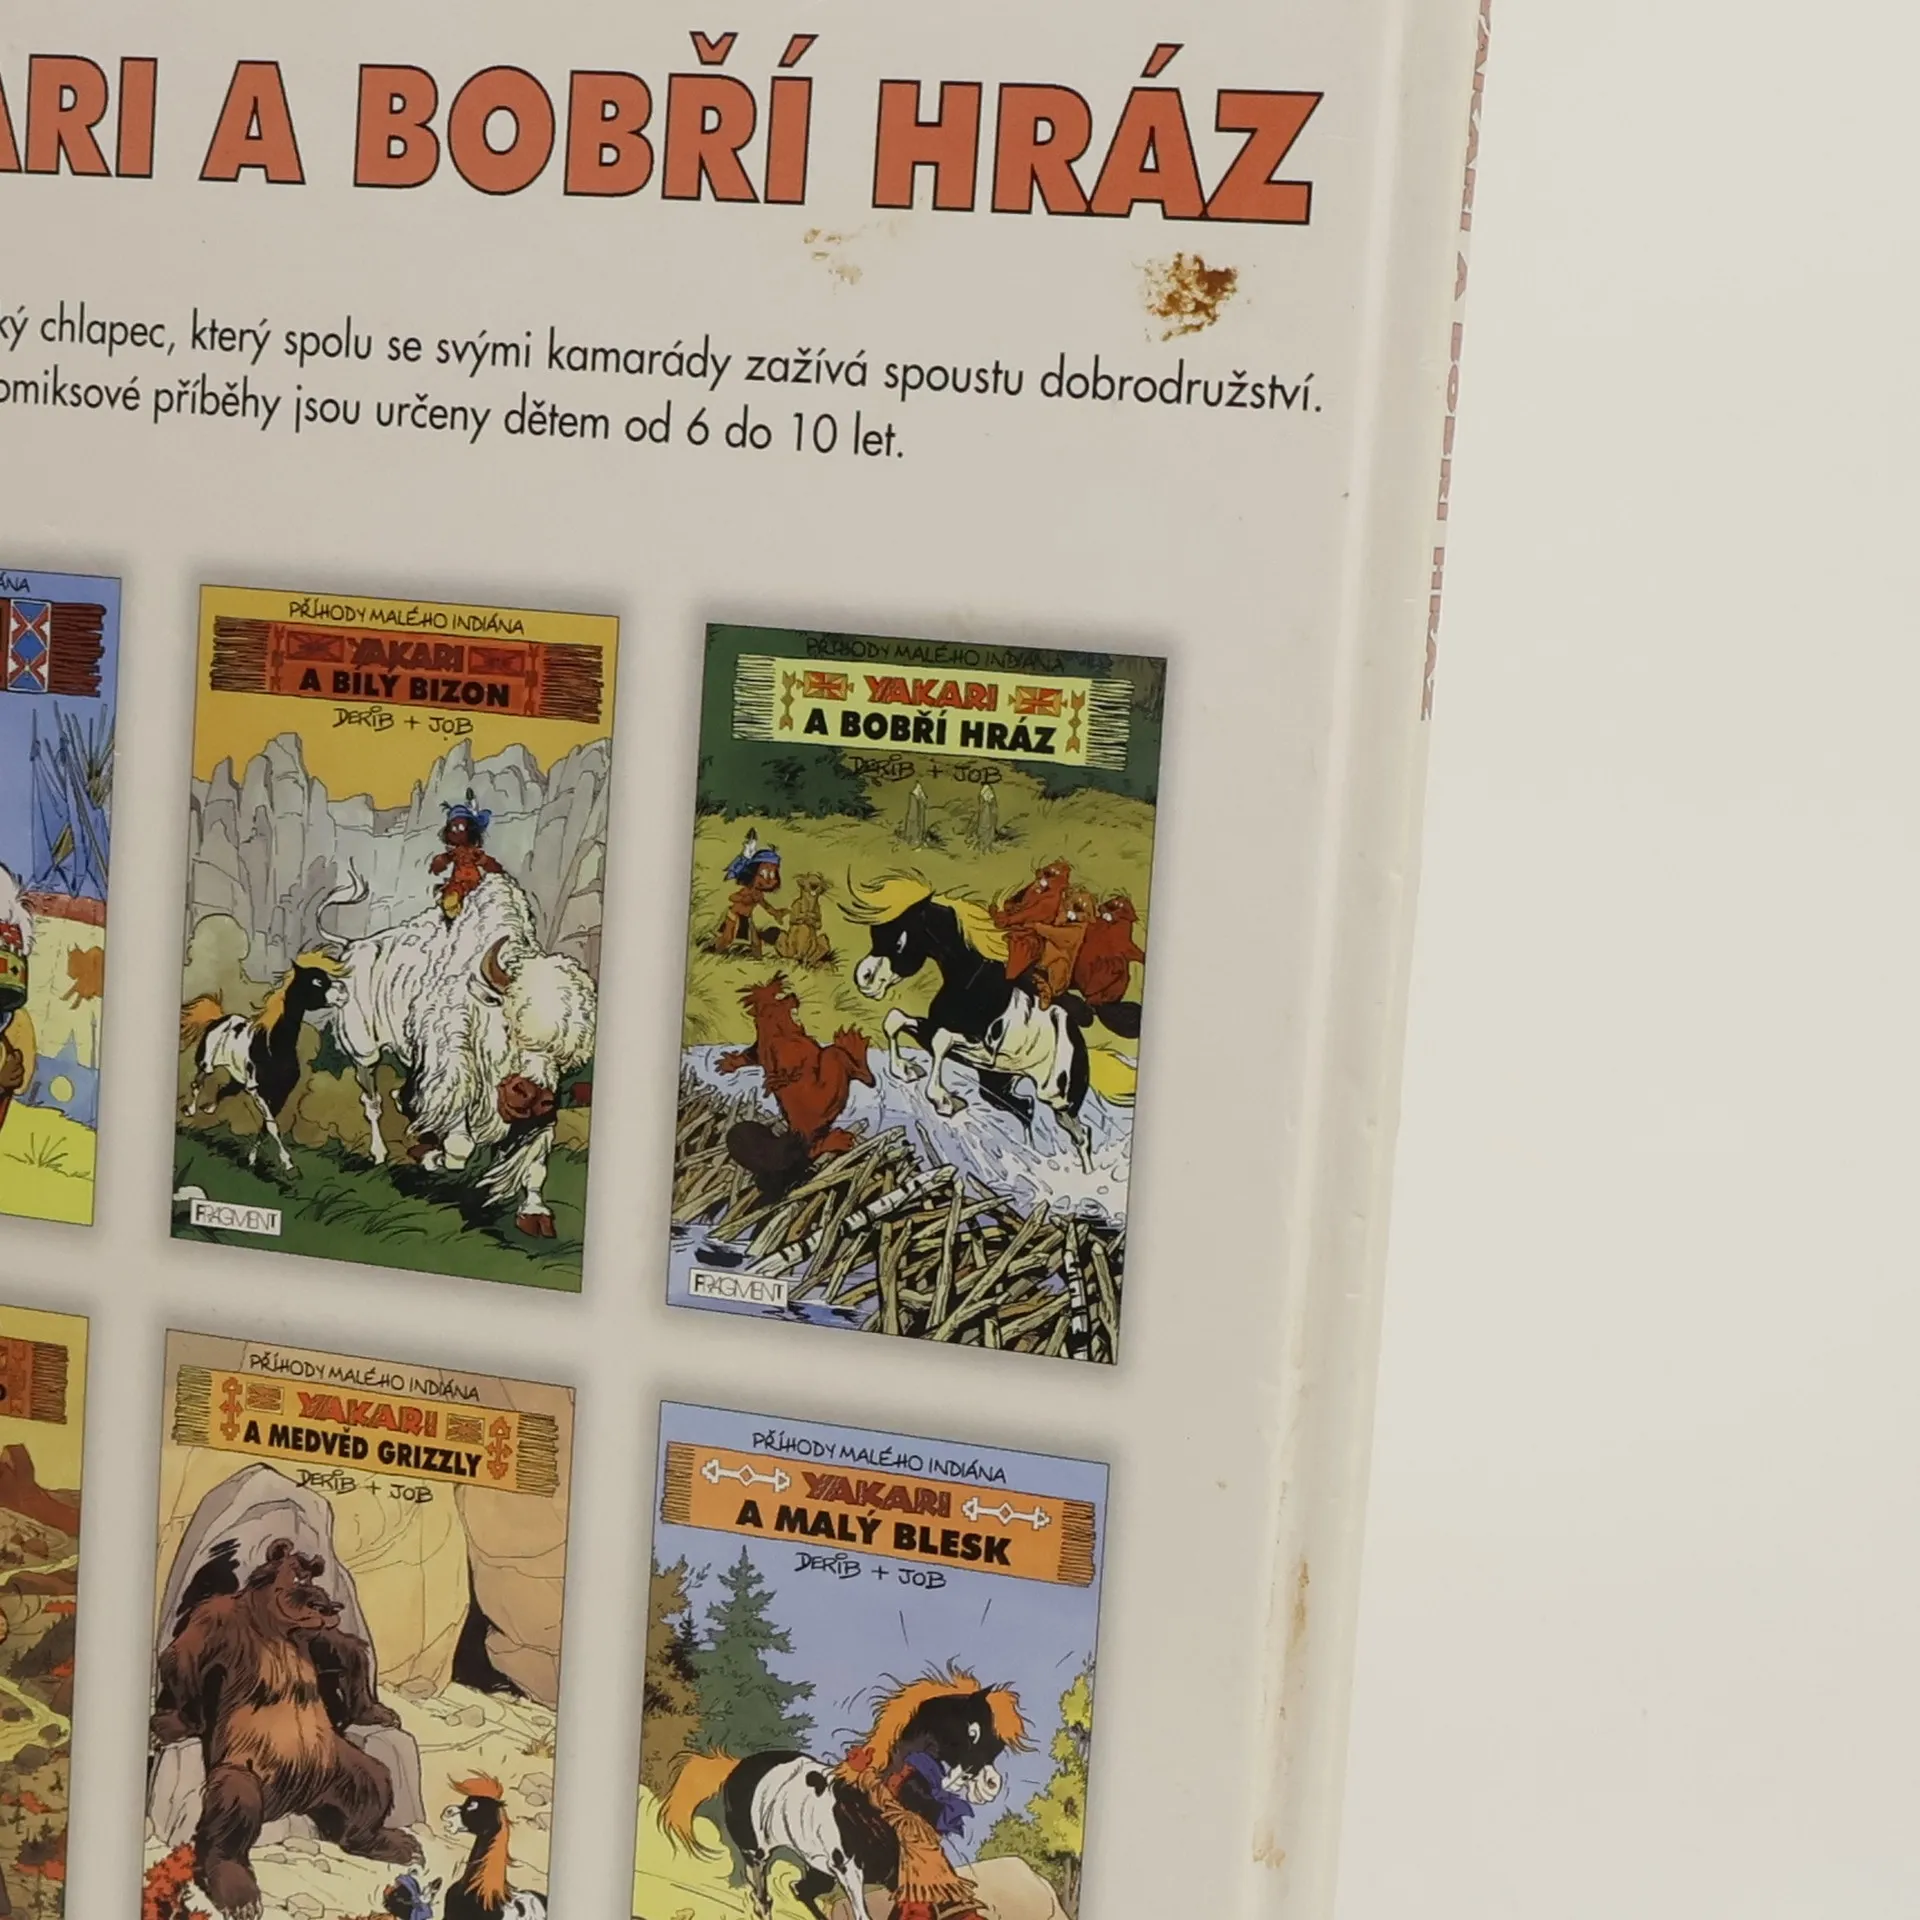 ARI A BOBŘÍ HRÁZ
ký chlapec, který spolu se svými kamarády zažívá spoustu dobrodružství.
omiksové příběhy jsou určeny dětem od 6 do 10 let.
PŘÍHODY MALÉHO INDIÁNA
YAKARI
A BÍLÝ BIZON
DERIB + JOB
FRAGMENT
PŘÍHODY MALÉHO INDIÁNA
YAKARI
A BOBŘÍ HRÁZ
DERIB + JOB
FRAGMENT
PŘÍHODY MALÉHO INDIÁNA
YAKARI
A MEDVĚD GRIZZLY
DERIB + JOB
PŘÍHODY MALÉHO INDIÁNA
YAKARI
A MALÝ BLESK
DERIB + JOB
YAKARI A BOBŘÍ HRÁZ